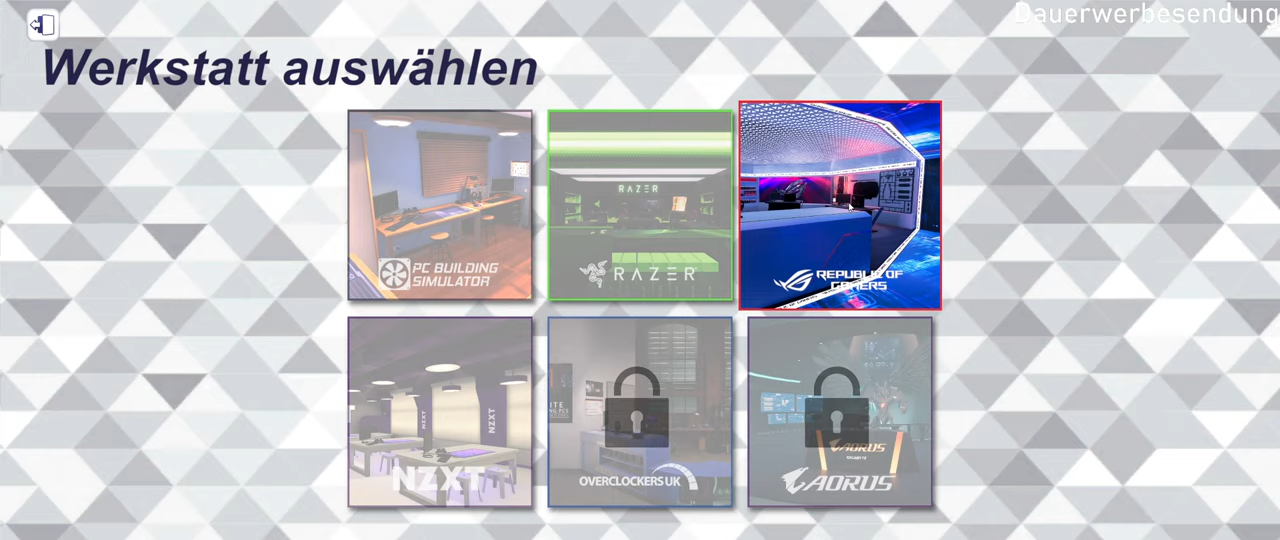 Dauerwerbesendung
Werkstatt auswählen
PC BUILDING
SIMULATOR
RAZER
RAZER
REPUBLIC OF
GAMERS
NZXT
NZXT
NZXT
OVERCLOCKERS UK
AORUS
AORUS